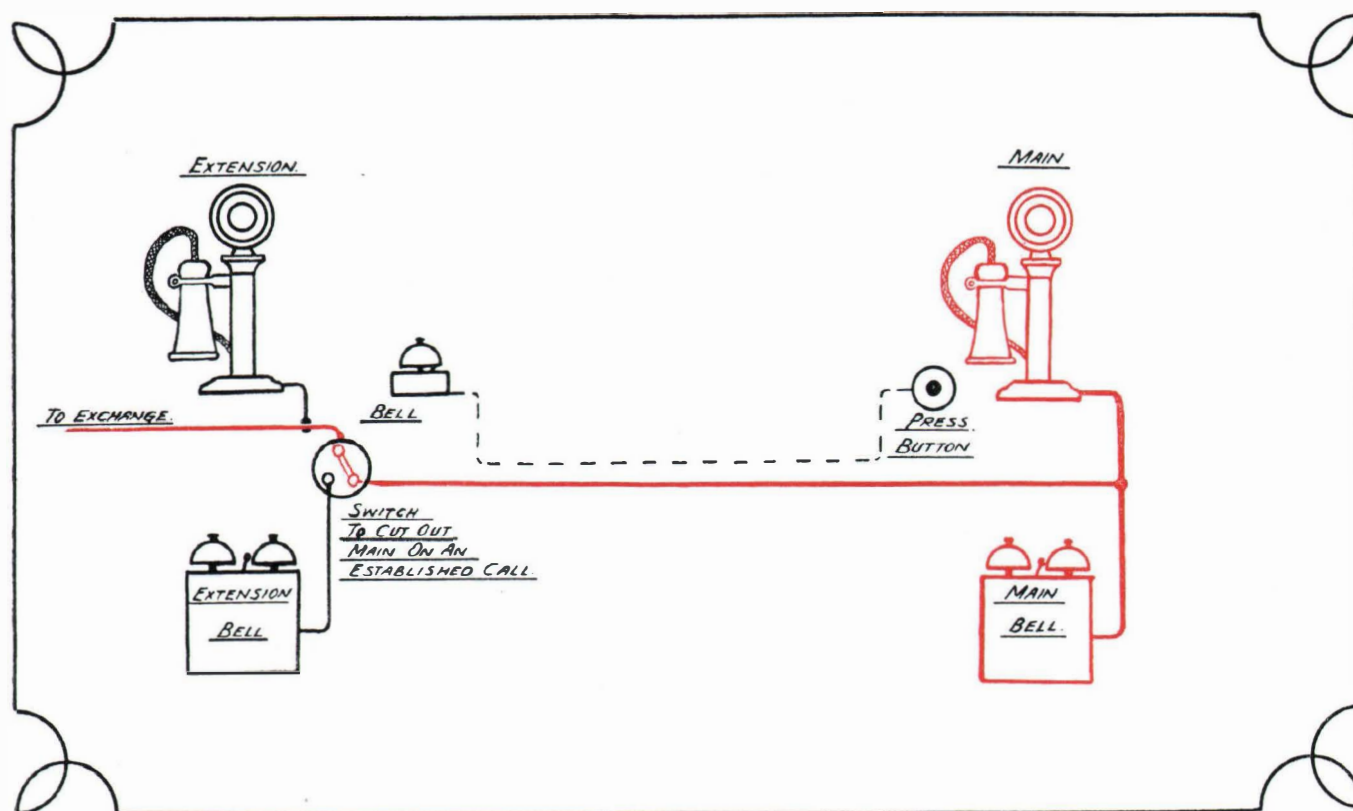 EXTENSION.
MAIN
TO EXCHANGE.
BELL
PRESS.
BUTTON
SWITCH
TO CUT OUT
MAIN ON AN
ESTABLISHED CALL.
EXTENSION
BELL
MAIN
BELL.